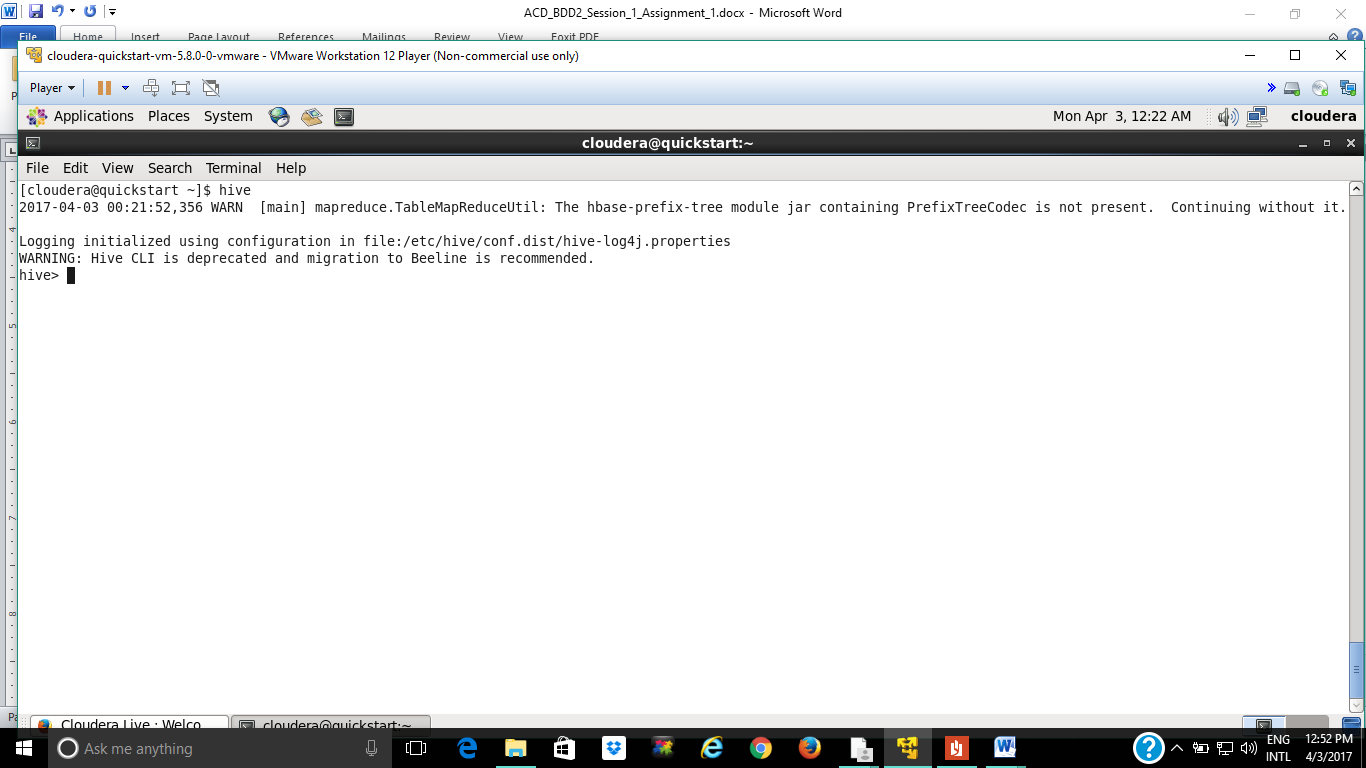 ACD_BDD2_Session_1_Assignment_1.docx - Microsoft Word
File Home Insert Page Layout References Mailings Review View Foxit PDF
cloudera-quickstart-vm-5.8.0-0-vmware - VMware Workstation 12 Player (Non-commercial use only)
Player
Applications Places System Mon Apr 3, 12:22 AM cloudera
cloudera@quickstart:~
File Edit View Search Terminal Help
[cloudera@quickstart ~]$ hive
2017-04-03 00:21:52,356 WARN  [main] mapreduce.TableMapReduceUtil: The hbase-prefix-tree module jar containing PrefixTreeCodec is not present.  Continuing without it.
Logging initialized using configuration in file:/etc/hive/conf.dist/hive-log4j.properties
WARNING: Hive CLI is deprecated and migration to Beeline is recommended.
hive>
4
5
6
7
8
Cloudera Live : Welco... cloudera@quickstart:~
Ask me anything
ENG 12:52 PM
INTL 4/3/2017